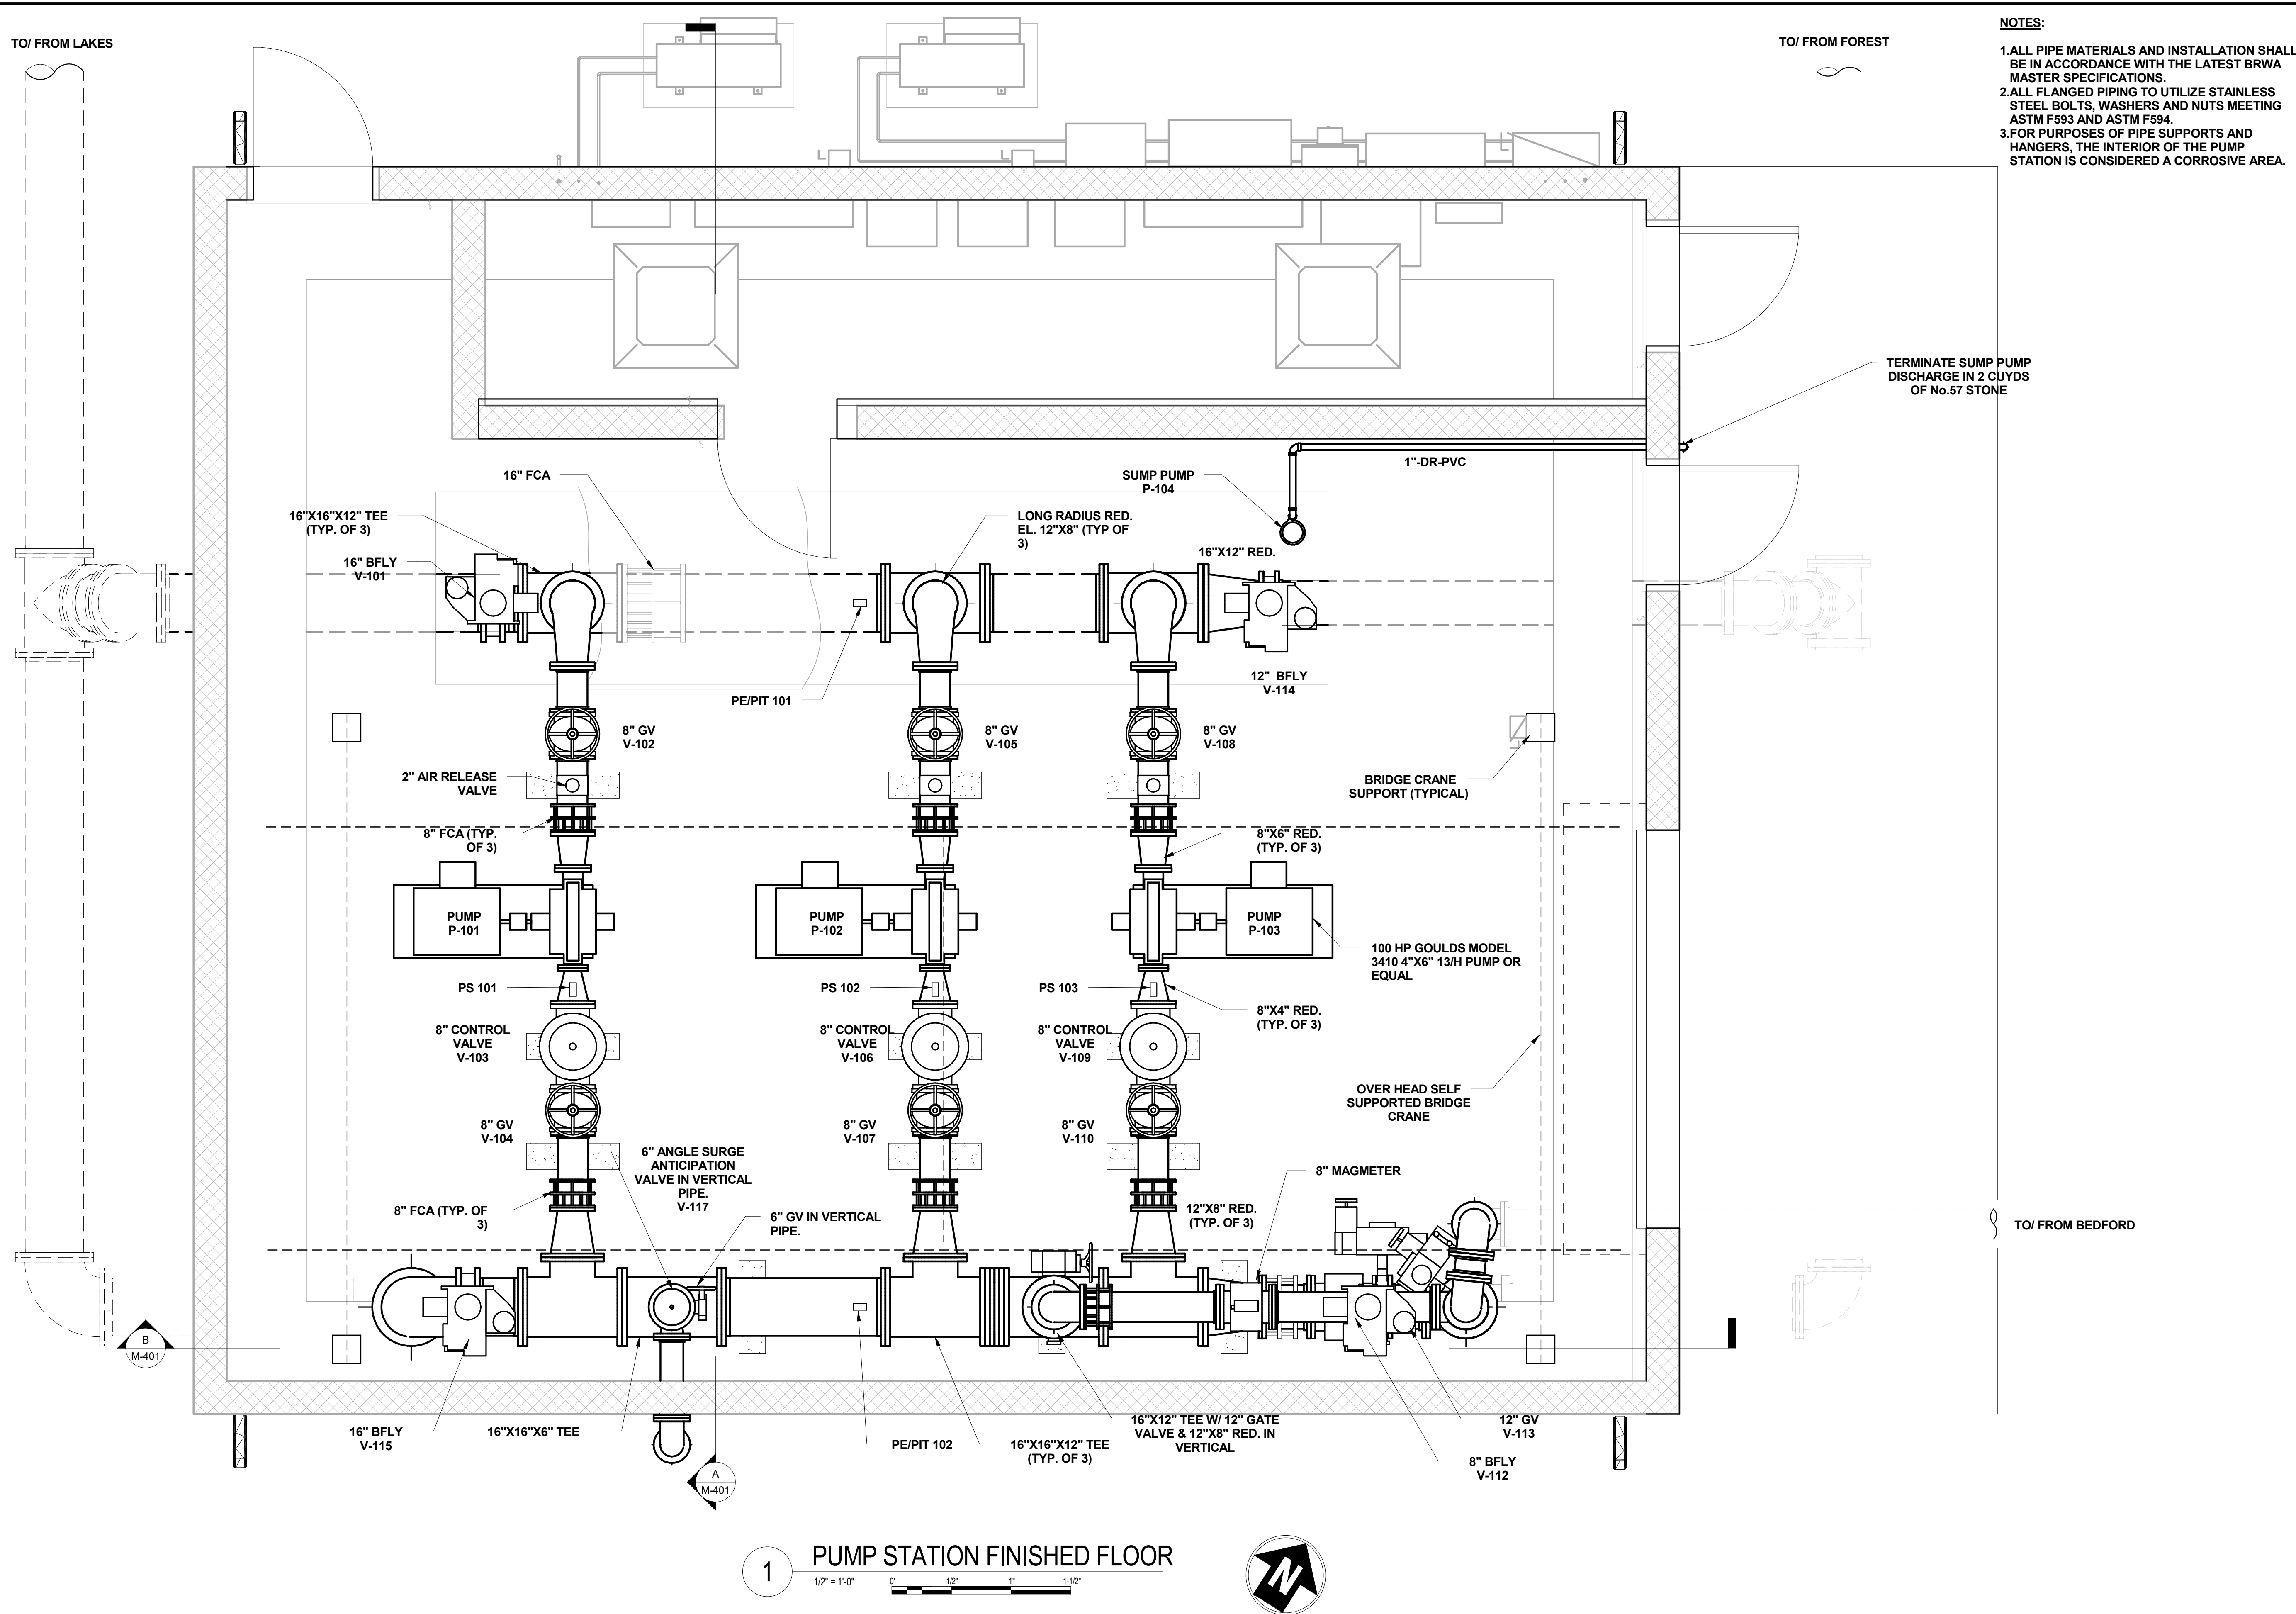 TO/ FROM LAKES
TO/ FROM FOREST
NOTES:
1.ALL PIPE MATERIALS AND INSTALLATION SHALL
BE IN ACCORDANCE WITH THE LATEST BRWA
MASTER SPECIFICATIONS.
2.ALL FLANGED PIPING TO UTILIZE STAINLESS
STEEL BOLTS, WASHERS AND NUTS MEETING
ASTM F593 AND ASTM F594.
3.FOR PURPOSES OF PIPE SUPPORTS AND
HANGERS, THE INTERIOR OF THE PUMP
STATION IS CONSIDERED A CORROSIVE AREA.
TERMINATE SUMP PUMP
DISCHARGE IN 2 CUYDS
OF No.57 STONE
1"-DR-PVC
16" FCA
SUMP PUMP
P-104
16"X16"X12" TEE
(TYP. OF 3)
LONG RADIUS RED.
EL. 12"X8" (TYP OF
3)
16"X12" RED.
16" BFLY
V-101
12" BFLY
V-114
PE/PIT 101
8" GV
V-102
8" GV
V-105
8" GV
V-108
2" AIR RELEASE
VALVE
BRIDGE CRANE
SUPPORT (TYPICAL)
8" FCA (TYP.
OF 3)
8"X6" RED.
(TYP. OF 3)
PUMP
P-101
PUMP
P-102
PUMP
P-103
100 HP GOULDS MODEL
3410 4"X6" 13/H PUMP OR
EQUAL
PS 101
PS 102
PS 103
8"X4" RED.
(TYP. OF 3)
8" CONTROL
VALVE
V-103
8" CONTROL
VALVE
V-106
8" CONTROL
VALVE
V-109
OVER HEAD SELF
SUPPORTED BRIDGE
CRANE
8" GV
V-104
8" GV
V-107
8" GV
V-110
6" ANGLE SURGE
ANTICIPATION
VALVE IN VERTICAL
PIPE.
V-117
8" MAGMETER
8" FCA (TYP. OF
3)
6" GV IN VERTICAL
PIPE.
12"X8" RED.
(TYP. OF 3)
TO/ FROM BEDFORD
B
M-401
16" BFLY
V-115
16"X16"X6" TEE
PE/PIT 102
16"X16"X12" TEE
(TYP. OF 3)
16"X12" TEE W/ 12" GATE
VALVE & 12"X8" RED. IN
VERTICAL
12" GV
V-113
8" BFLY
V-112
A
M-401
1
PUMP STATION FINISHED FLOOR
1/2" = 1'-0"
0' 1/2" 1" 1-1/2"
N